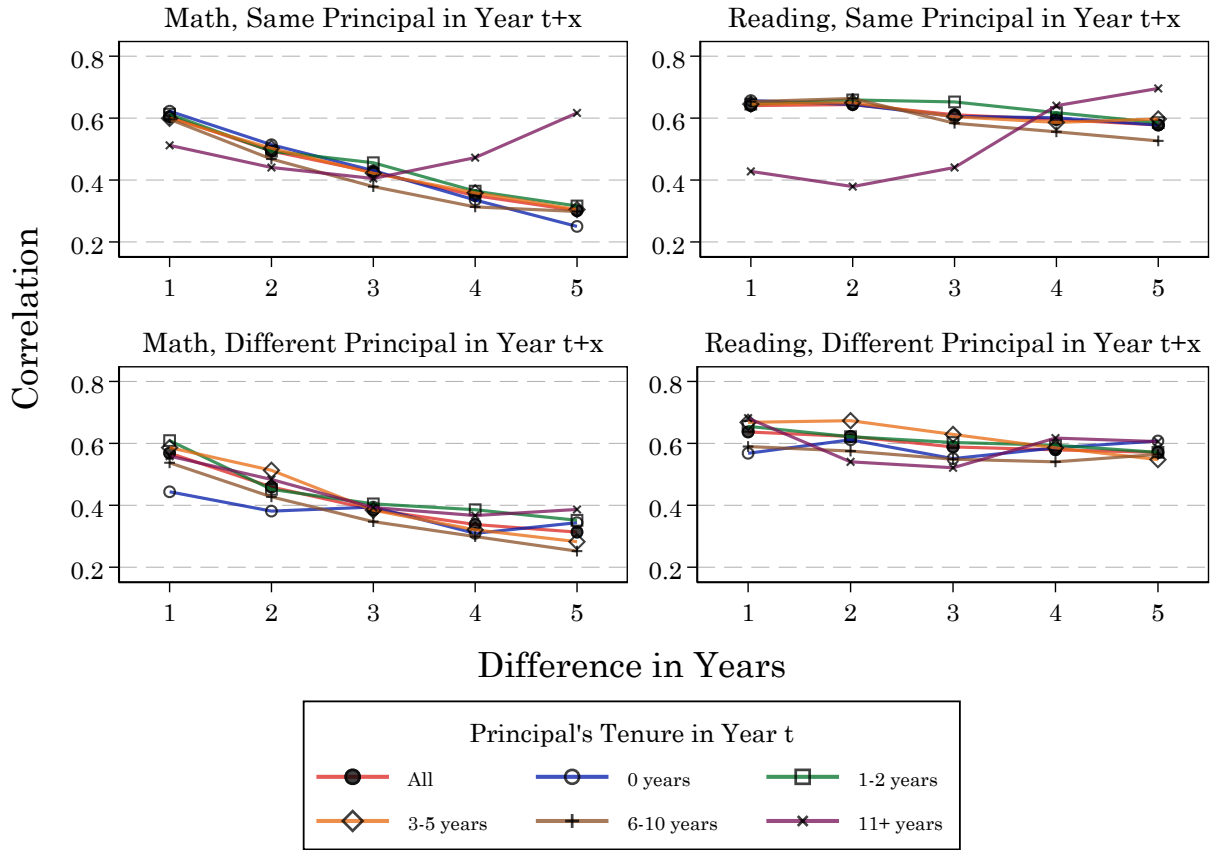 Math, Same Principal in Year t+x
Reading, Same Principal in Year t+x
0.8
0.6
0.4
0.2
1 2 3 4 5
0.8
0.6
0.4
0.2
1 2 3 4 5
Math, Different Principal in Year t+x
Reading, Different Principal in Year t+x
0.8
0.6
0.4
0.2
1 2 3 4 5
0.8
0.6
0.4
0.2
1 2 3 4 5
Correlation
Difference in Years
Principal's Tenure in Year t
All 0 years 1-2 years
3-5 years 6-10 years 11+ years